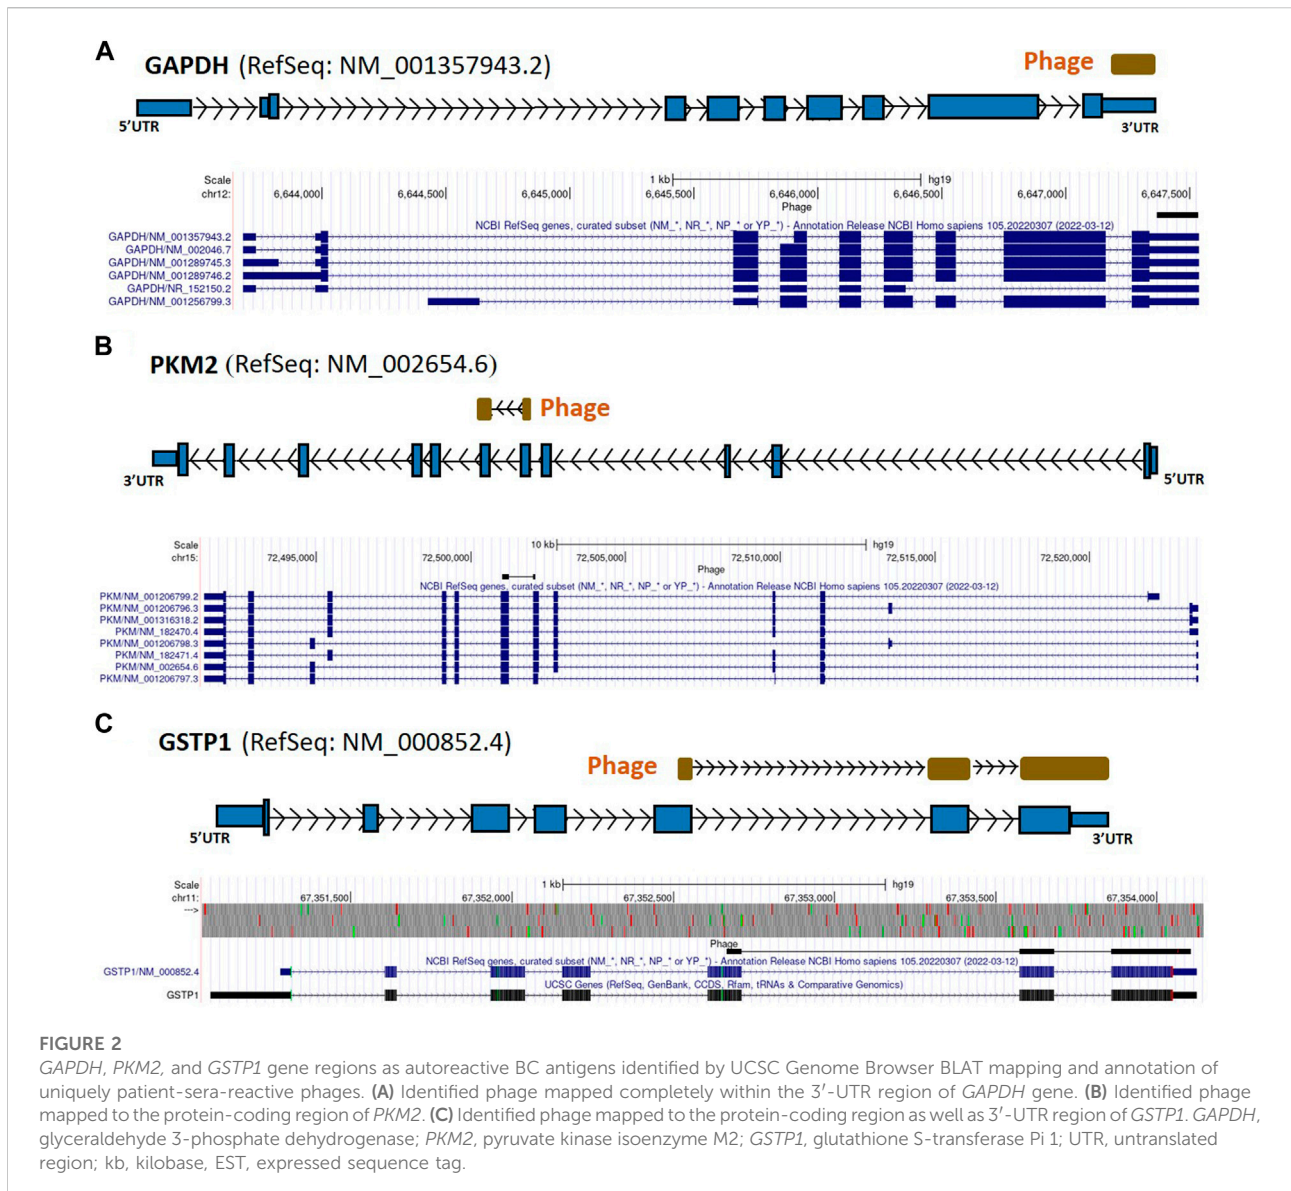 A
GAPDH (RefSeq: NM_001357943.2)
Phage
5'UTR
3'UTR
Scale
1 kb
hg19
chr12:
6,644,000
6,644,500
6,645,000
6,645,500
6,646,000
6,646,500
6,647,000
6,647,500
Phage
NCBI RefSeq genes, curated subset (NM_*, NR_*, NP_* or YP_*) - Annotation Release NCBI Homo sapiens 105.20220307 (2022-03-12)
GAPDH/NM_001357943.2
GAPDH/NM_002046.7
GAPDH/NM_001289745.3
GAPDH/NM_001289746.2
GAPDH/NR_152150.2
GAPDH/NM_001256799.3
B
PKM2 (RefSeq: NM_002654.6)
Phage
3'UTR
5'UTR
Scale
10 kb
hg19
chr15:
72,495,000
72,500,000
72,505,000
72,510,000
72,515,000
72,520,000
Phage
NCBI RefSeq genes, curated subset (NM_*, NR_*, NP_* or YP_*) - Annotation Release NCBI Homo sapiens 105.20220307 (2022-03-12)
PKM/NM_001206799.2
PKM/NM_001206796.3
PKM/NM_001316318.2
PKM/NM_182470.4
PKM/NM_001206798.3
PKM/NM_182471.4
PKM/NM_002654.6
PKM/NM_001206797.3
C
GSTP1 (RefSeq: NM_000852.4)
Phage
5'UTR
3'UTR
Scale
1 kb
hg19
chr11:
67,351,500
67,352,000
67,352,500
67,353,000
67,353,500
67,354,000
--->
Phage
NCBI RefSeq genes, curated subset (NM_*, NR_*, NP_* or YP_*) - Annotation Release NCBI Homo sapiens 105.20220307 (2022-03-12)
GSTP1/NM_000852.4
UCSC Genes (RefSeq, GenBank, CCDS, Rfam, tRNAs & Comparative Genomics)
GSTP1
FIGURE 2
GAPDH, PKM2, and GSTP1 gene regions as autoreactive BC antigens identified by UCSC Genome Browser BLAT mapping and annotation of
uniquely patient-sera-reactive phages. (A) Identified phage mapped completely within the 3′-UTR region of GAPDH gene. (B) Identified phage
mapped to the protein-coding region of PKM2. (C) Identified phage mapped to the protein-coding region as well as 3′-UTR region of GSTP1. GAPDH,
glyceraldehyde 3-phosphate dehydrogenase; PKM2, pyruvate kinase isoenzyme M2; GSTP1, glutathione S-transferase Pi 1; UTR, untranslated
region; kb, kilobase, EST, expressed sequence tag.